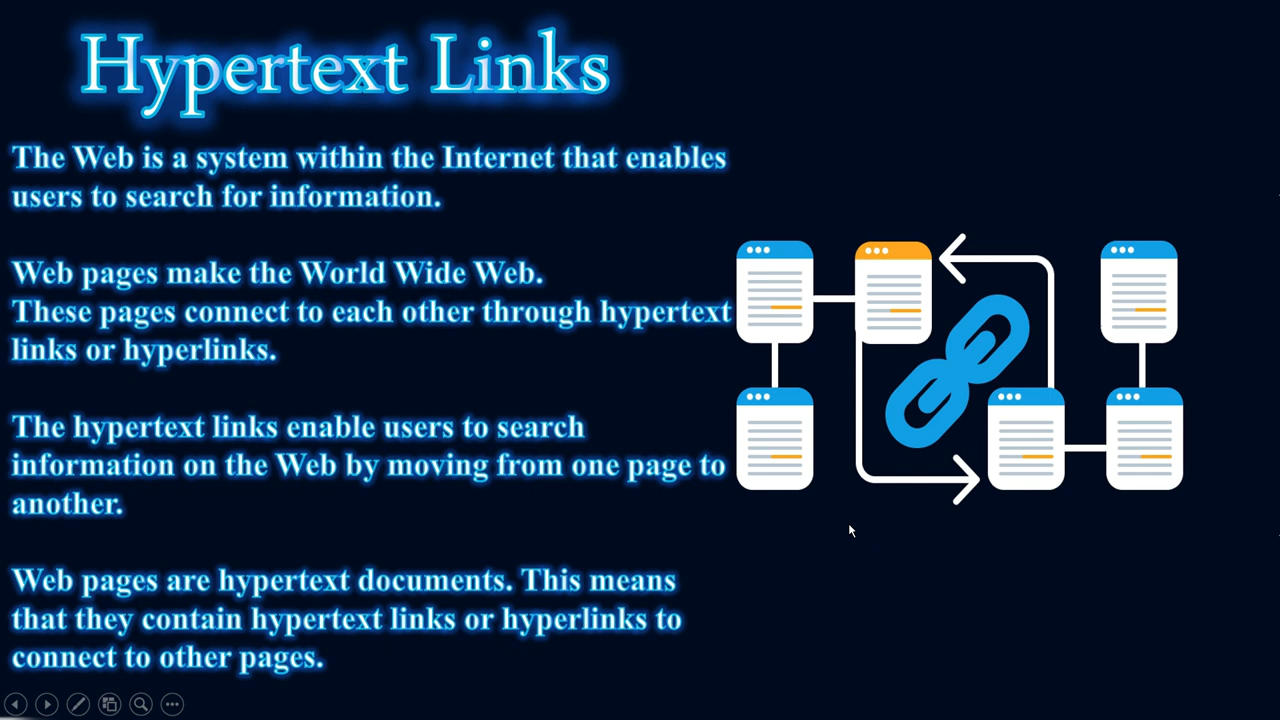 Hypertext Links
The Web is a system within the Internet that enables
users to search for information.
Web pages make the World Wide Web.
These pages connect to each other through hypertext
links or hyperlinks.
The hypertext links enable users to search
information on the Web by moving from one page to
another.
Web pages are hypertext documents. This means
that they contain hypertext links or hyperlinks to
connect to other pages.